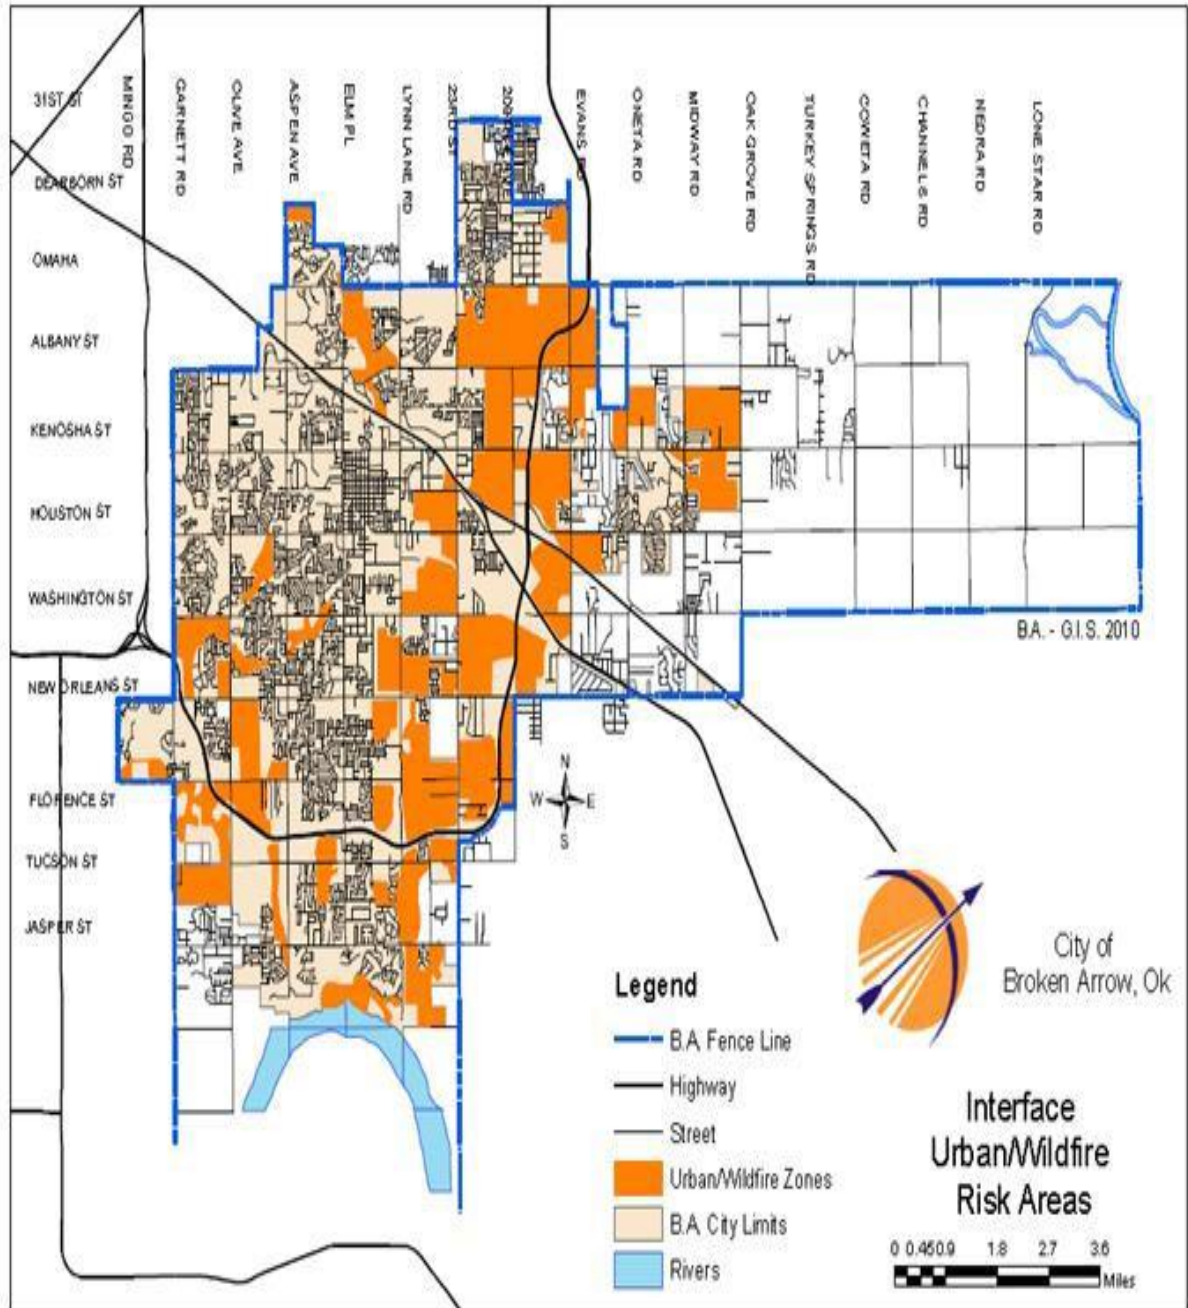 31ST ST
MINGO RD
GARNETT RD
OLIVE AVE
ASPEN AVE
ELM PL
LYNN LANE RD
23RD ST
EVANS RD
ONETA RD
MIDWAY RD
OAK GROVE RD
TURKEY SPRINGS RD
COWETA RD
CHANNELS RD
NEDRA RD
LONE STAR RD
DEARBORN ST
OMAHA
ALBANY ST
KENOSHA ST
HOUSTON ST
WASHINGTON ST
B.A. - G.I.S. 2010
NEW ORLEANS ST
N
W E
S
FLORENCE ST
TUCSON ST
JASPER ST
City of
Broken Arrow, Ok
Legend
B.A. Fence Line
Highway
Street
Urban/Wildfire Zones
B.A. City Limits
Rivers
Interface
Urban/Wildfire
Risk Areas
0 0.450.9 1.8 2.7 3.6
Miles